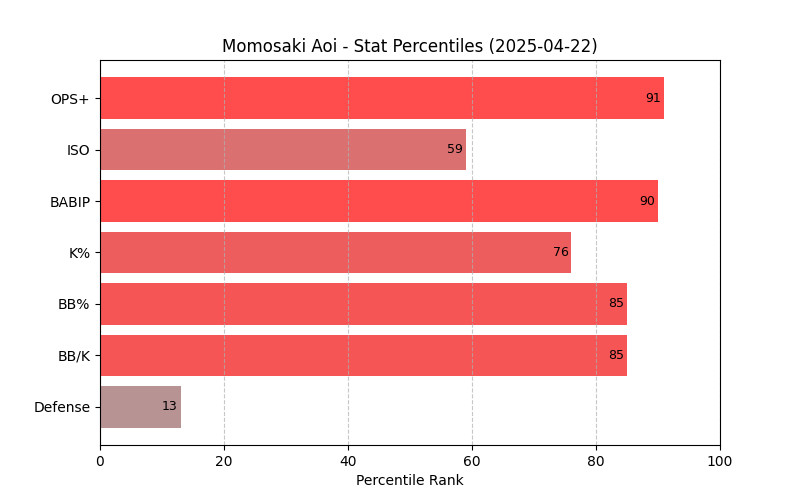 Momosaki Aoi - Stat Percentiles (2025-04-22)
OPS+ 91
ISO 59
BABIP 90
K% 76
BB% 85
BB/K 85
Defense 13
0 20 40 60 80 100
Percentile Rank